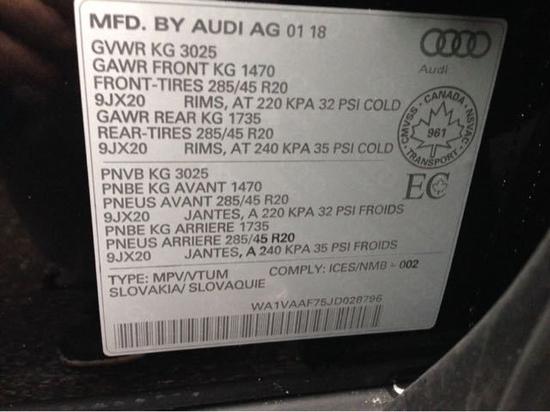 MFD. BY AUDI AG 01 18
GVWR KG 3025
GAWR FRONT KG 1470
FRONT-TIRES 285/45 R20
9JX20 RIMS, AT 220 KPA 32 PSI COLD
GAWR REAR KG 1735
REAR-TIRES 285/45 R20
9JX20 RIMS, AT 240 KPA 35 PSI COLD
Audi
CMVSS - CANADA - NSVAC
961
TRANSPORT
PNVB KG 3025
PNBE KG AVANT 1470
PNEUS AVANT 285/45 R20
9JX20 JANTES, A 220 KPA 32 PSI FROIDS
PNBE KG ARRIERE 1735
PNEUS ARRIERE 285/45 R20
9JX20 JANTES, A 240 KPA 35 PSI FROIDS
EC
TYPE: MPV/VTUM COMPLY: ICES/NMB - 002
SLOVAKIA/ SLOVAQUIE
WA1VAAF75JD028796